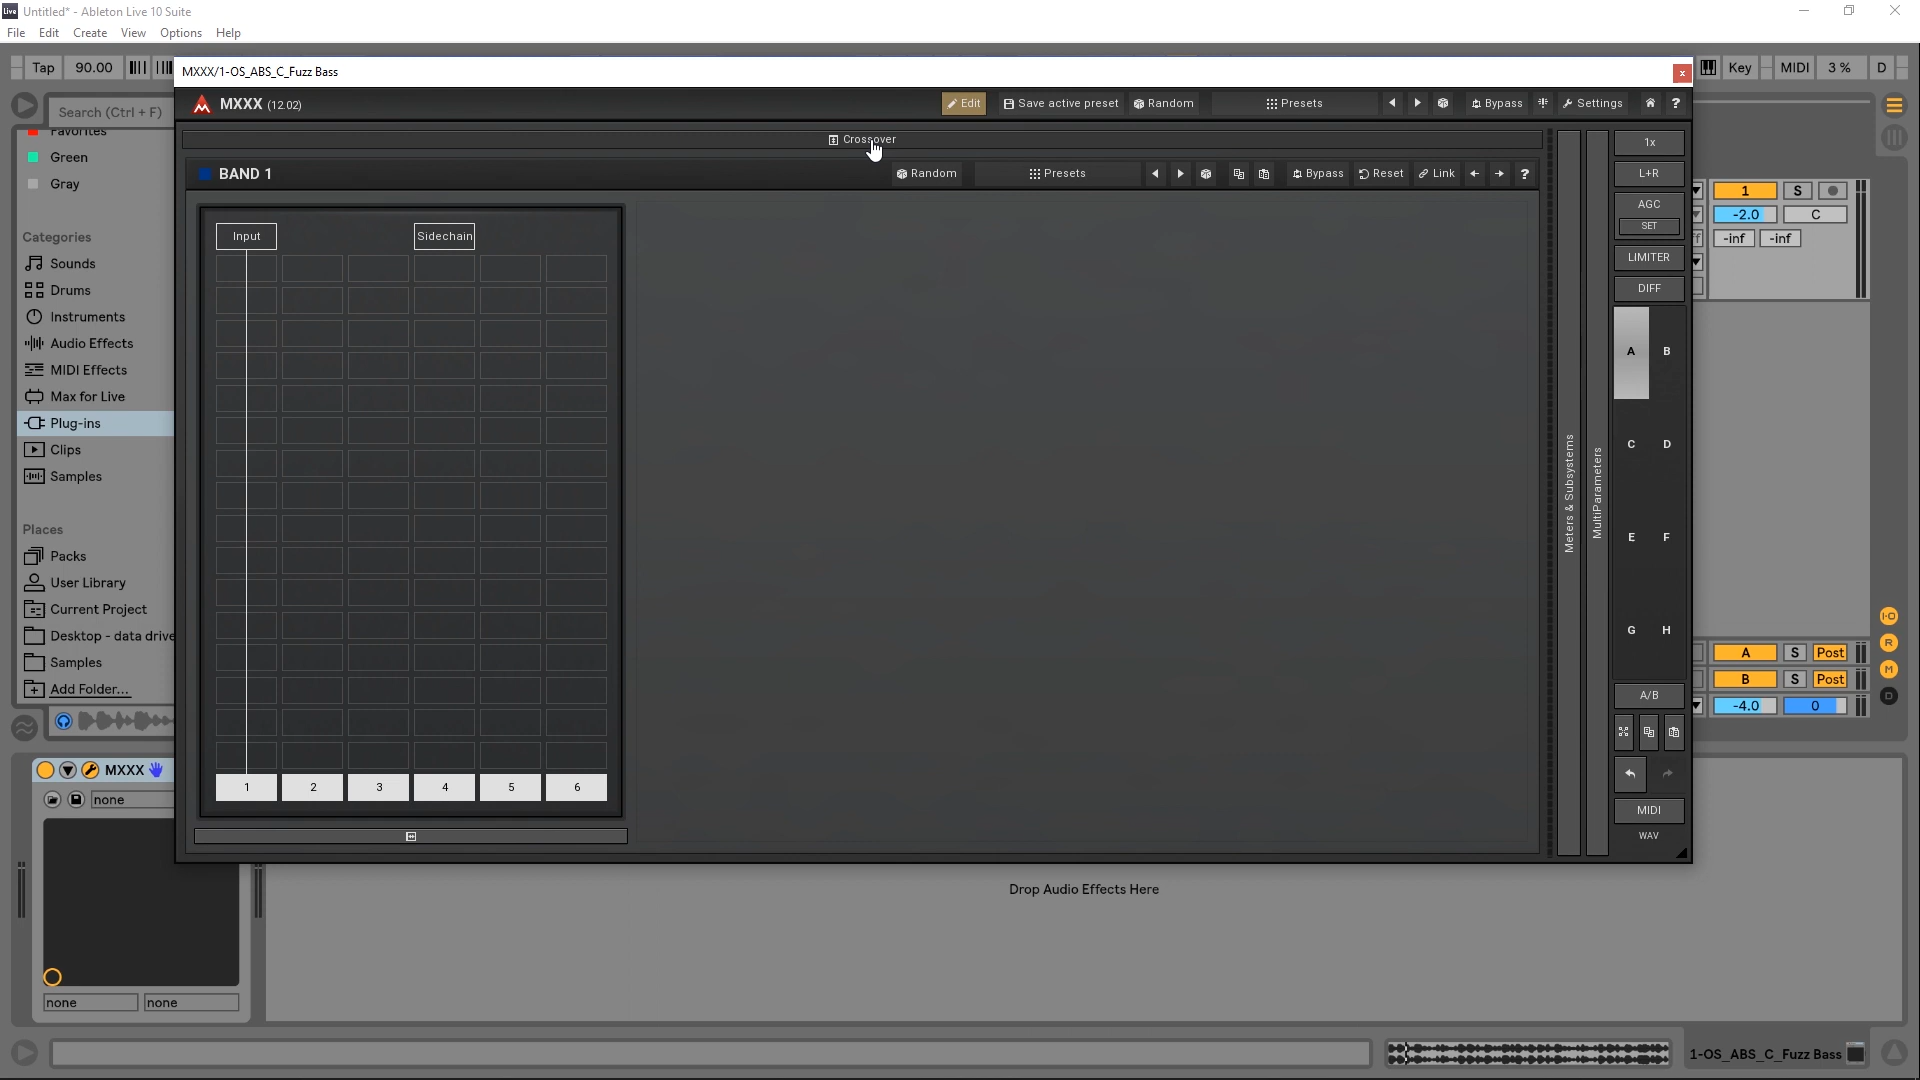 Live Untitled* - Ableton Live 10 Suite
File Edit Create View Options Help
Tap 90.00
Key MIDI 3 % D
MXXX/1-OS_ABS_C_Fuzz Bass
x
MXXX (12.02)
Edit Save active preset Random Presets Bypass Settings ?
Search (Ctrl + F)
Favorites
Green
Gray
Categories
Sounds
Drums
Instruments
Audio Effects
MIDI Effects
Max for Live
Plug-ins
Clips
Samples
Places
Packs
User Library
Current Project
Desktop - data drive
Samples
Add Folder...
Crossover
BAND 1
Random Presets Bypass Reset Link ?
Input Sidechain
1 2 3 4 5 6
Meters & Subsystems
MultiParameters
1x
L+R
AGC
SET
LIMITER
DIFF
A B
C D
E F
G H
A/B
MIDI
WAV
1 S
-2.0 C
-inf -inf
A S Post
B S Post
-4.0 0
I-O
R
M
D
MXXX
none
none none
Drop Audio Effects Here
1-OS_ABS_C_Fuzz Bass